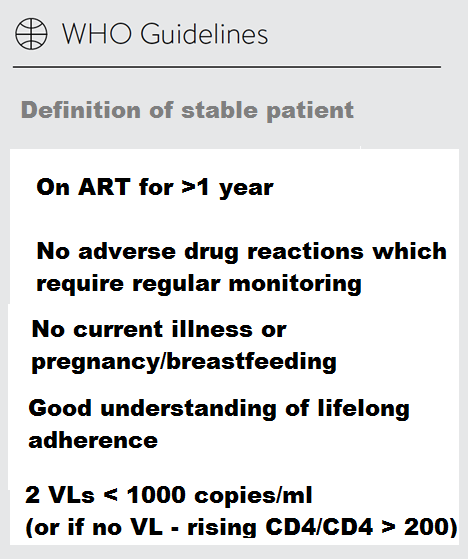 WHO Guidelines
Definition of stable patient
On ART for >1 year
No adverse drug reactions which
require regular monitoring
No current illness or
pregnancy/breastfeeding
Good understanding of lifelong
adherence
2 VLs < 1000 copies/ml
(or if no VL - rising CD4/CD4 > 200)